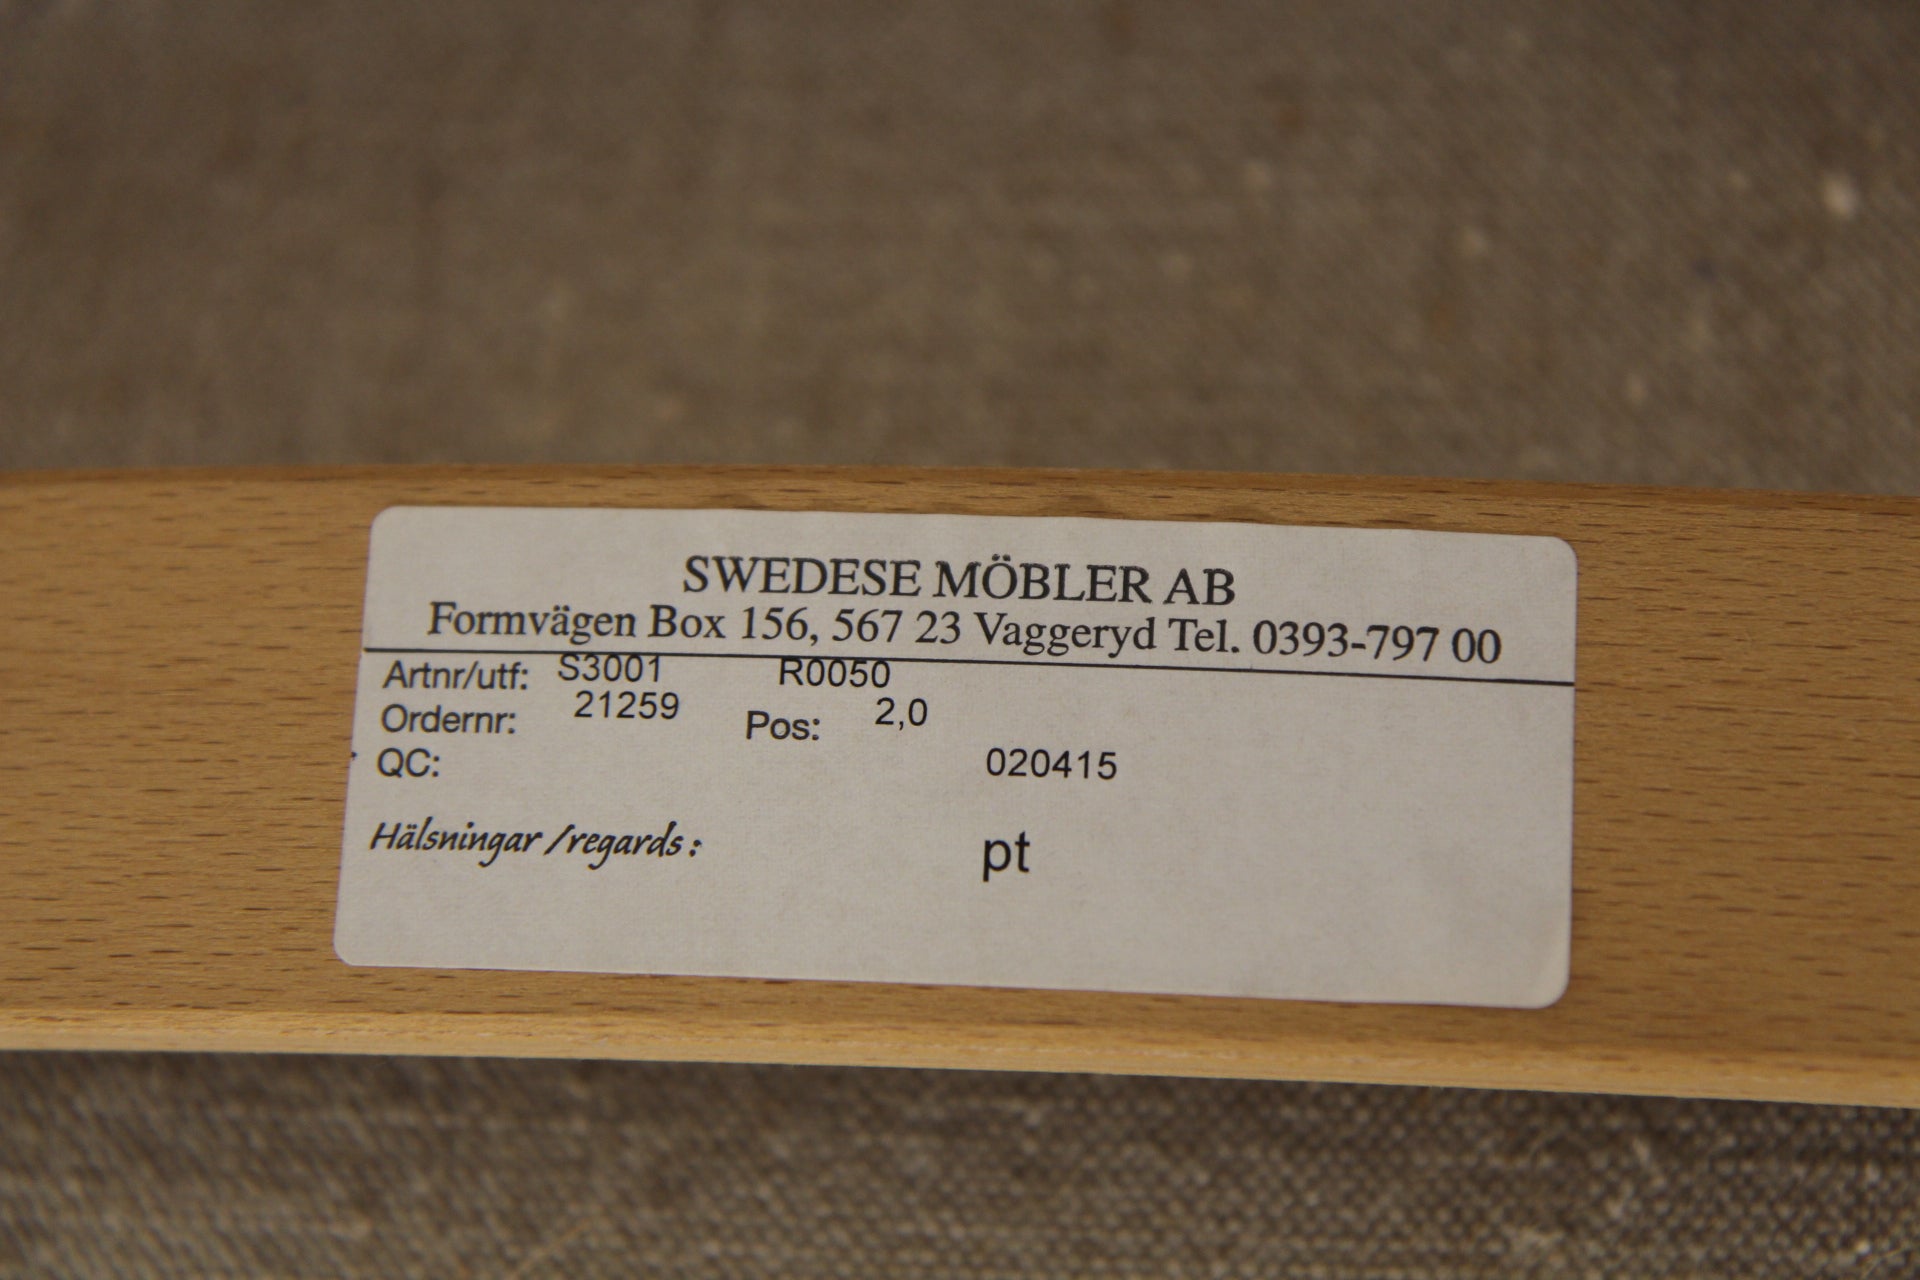 SWEDESE MÖBLER AB
Formvägen Box 156, 567 23 Vaggeryd Tel. 0393-797 00
Artnr/utf: S3001 R0050
Ordernr: 21259 Pos: 2,0
QC: 020415
Hälsningar /regards: pt